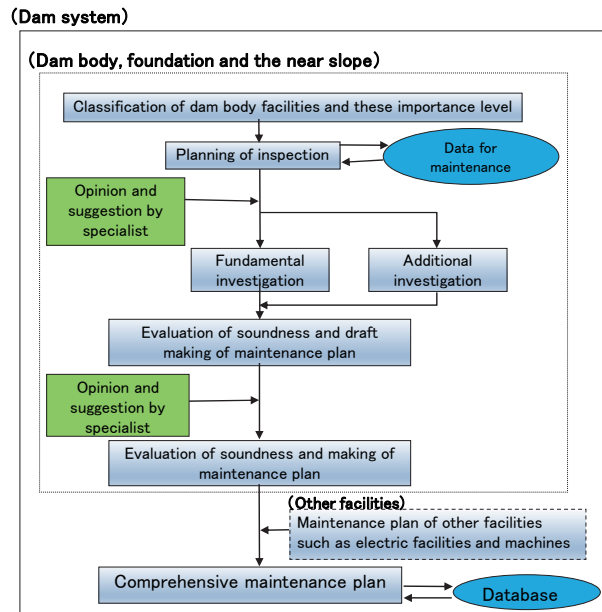 (Dam system)
(Dam body, foundation and the near slope)
Classification of dam body facilities and these importance level
Planning of inspection
Data for
maintenance
Opinion and
suggestion by
specialist
Fundamental
investigation
Additional
investigation
Evaluation of soundness and draft
making of maintenance plan
Opinion and
suggestion by
specialist
Evaluation of soundness and making of
maintenance plan
(Other facilities)
Maintenance plan of other facilities
such as electric facilities and machines
Comprehensive maintenance plan
Database